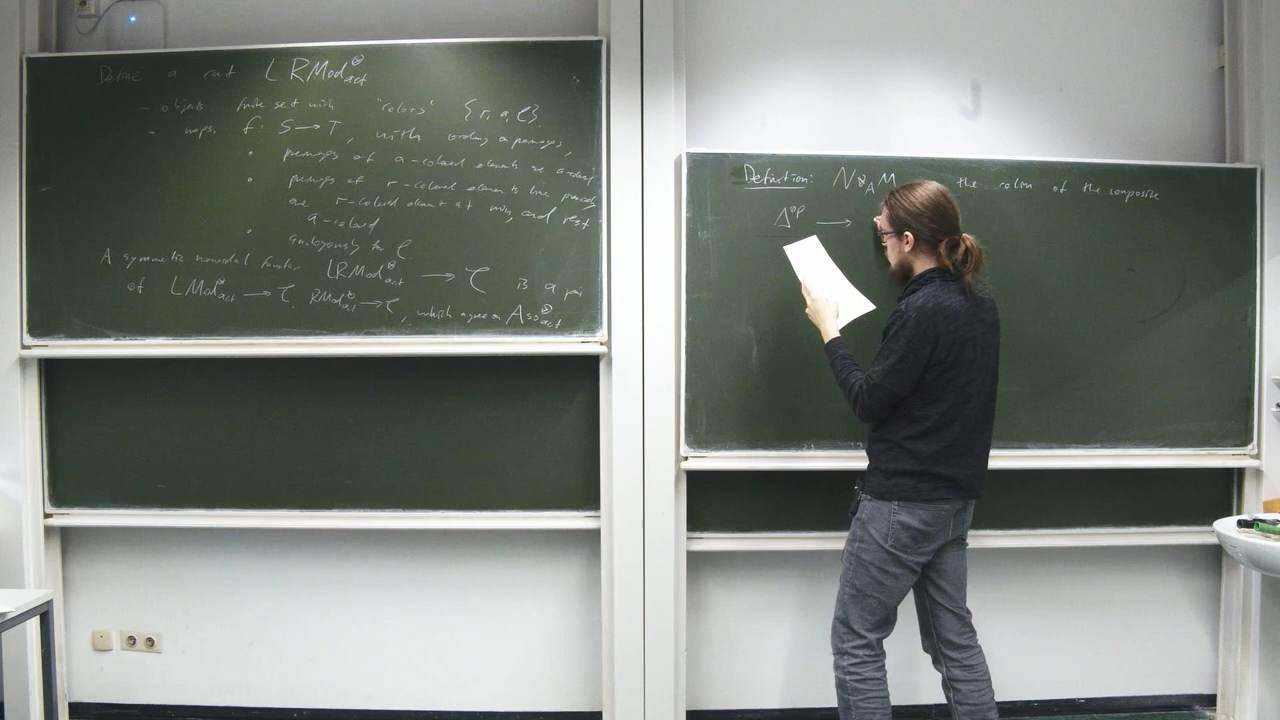 Define a cat LRMod^⊗_act
- objects finite set with "colors" {r, a, l}
- maps, f: S → T, with ordering on preimages,
• preimages of a-colored elements are a-colored
• preimages of r-colored elements have precisely
one r-colored element at min, and rest
a-colored
• analogously for l.
A symmetric monoidal functor LRMod^⊗_act → C is a pair
of LMod^⊗_act → C, RMod^⊗_act → C, which agree on Ass^⊗_act
Definition: N⊗_A M the colim of the composite
Δ^op →